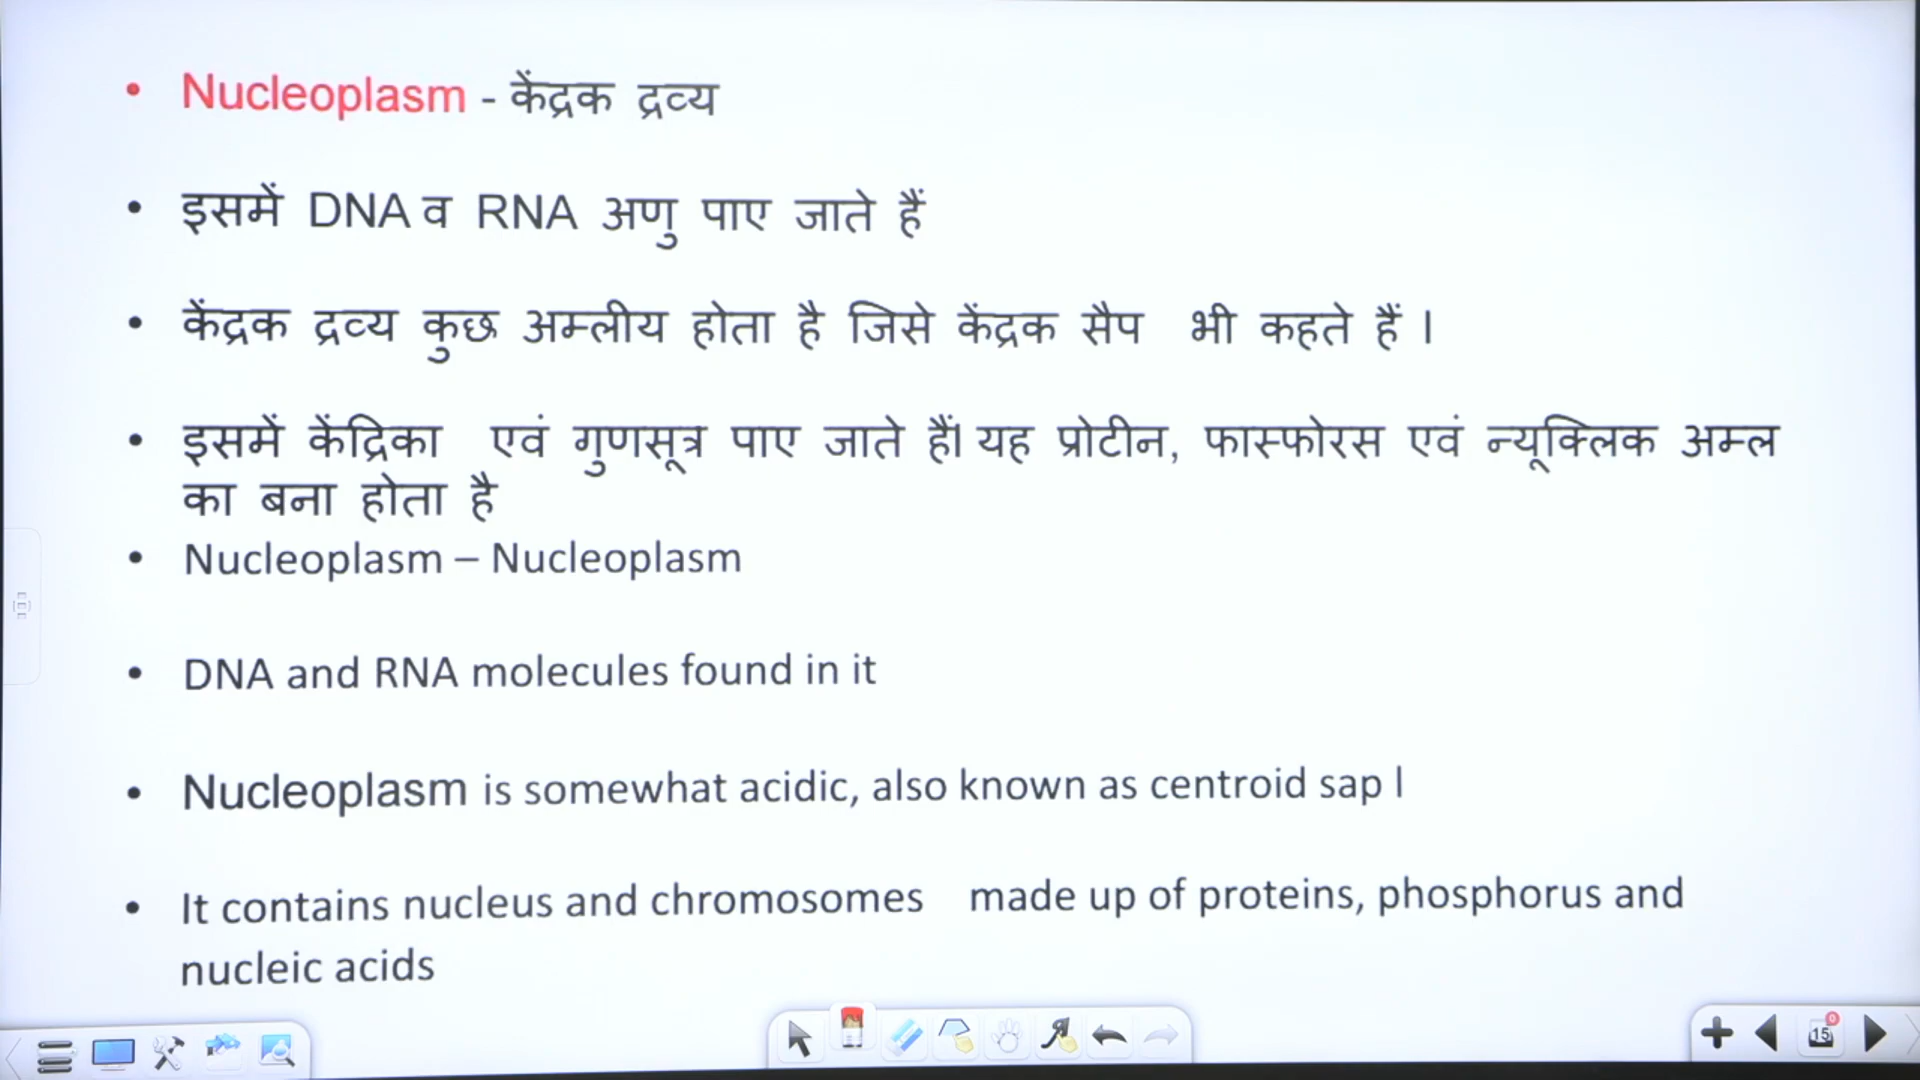 • Nucleoplasm - केंद्रक द्रव्य
• इसमें DNA व RNA अणु पाए जाते हैं
• केंद्रक द्रव्य कुछ अम्लीय होता है जिसे केंद्रक सैप भी कहते हैं ।
• इसमें केंद्रिका एवं गुणसूत्र पाए जाते हैं। यह प्रोटीन, फास्फोरस एवं न्यूक्लिक अम्ल
का बना होता है
• Nucleoplasm – Nucleoplasm
• DNA and RNA molecules found in it
• Nucleoplasm is somewhat acidic, also known as centroid sap l
• It contains nucleus and chromosomes made up of proteins, phosphorus and
nucleic acids
15
0